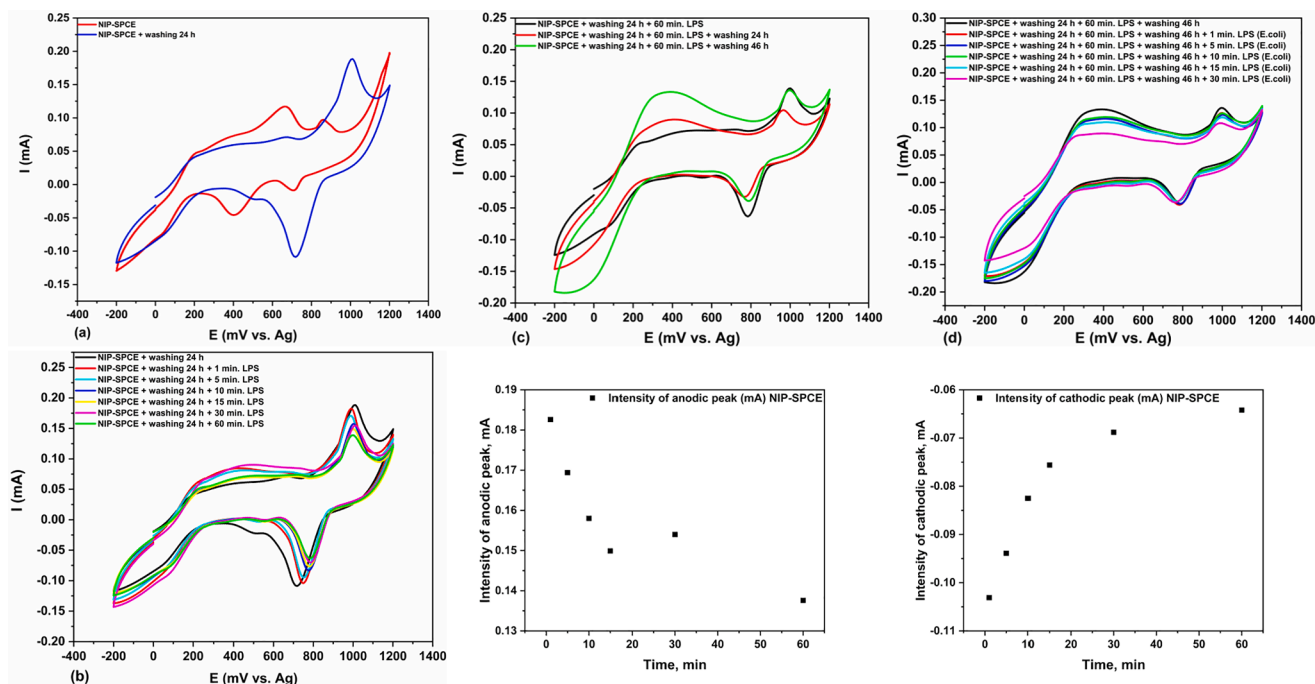 NIP-SPCE
NIP-SPCE + washing 24 h
0.25
0.20
0.15
0.10
0.05
0.00
-0.05
-0.10
-0.15
I (mA)
-400 -200 0 200 400 600 800 1000 1200 1400
(a)
E (mV vs. Ag)
NIP-SPCE + washing 24 h + 60 min. LPS
NIP-SPCE + washing 24 h + 60 min. LPS + washing 24 h
NIP-SPCE + washing 24 h + 60 min. LPS + washing 46 h
0.25
0.20
0.15
0.10
0.05
0.00
-0.05
-0.10
-0.15
-0.20
I (mA)
-400 -200 0 200 400 600 800 1000 1200 1400
(c)
E (mV vs. Ag)
NIP-SPCE + washing 24 h + 60 min. LPS + washing 46 h
NIP-SPCE + washing 24 h + 60 min. LPS + washing 46 h + 1 min. LPS (E.coli)
NIP-SPCE + washing 24 h + 60 min. LPS + washing 46 h + 5 min. LPS (E.coli)
NIP-SPCE + washing 24 h + 60 min. LPS + washing 46 h + 10 min. LPS (E.coli)
NIP-SPCE + washing 24 h + 60 min. LPS + washing 46 h + 15 min. LPS (E.coli)
NIP-SPCE + washing 24 h + 60 min. LPS + washing 46 h + 30 min. LPS (E.coli)
0.30
0.25
0.20
0.15
0.10
0.05
0.00
-0.05
-0.10
-0.15
-0.20
I (mA)
-400 -200 0 200 400 600 800 1000 1200 1400
(d)
E (mV vs. Ag)
NIP-SPCE + washing 24 h
NIP-SPCE + washing 24 h + 1 min. LPS
NIP-SPCE + washing 24 h + 5 min. LPS
NIP-SPCE + washing 24 h + 10 min. LPS
NIP-SPCE + washing 24 h + 15 min. LPS
NIP-SPCE + washing 24 h + 30 min. LPS
NIP-SPCE + washing 24 h + 60 min. LPS
0.25
0.20
0.15
0.10
0.05
0.00
-0.05
-0.10
-0.15
-0.20
I (mA)
-400 -200 0 200 400 600 800 1000 1200 1400
(b)
E (mV vs. Ag)
Intensity of anodic peak (mA) NIP-SPCE
0.19
0.18
0.17
0.16
0.15
0.14
0.13
Intensity of anodic peak, mA
0 10 20 30 40 50 60
Time, min
Intensity of cathodic peak (mA) NIP-SPCE
-0.06
-0.07
-0.08
-0.09
-0.10
-0.11
Intensity of cathodic peak, mA
0 10 20 30 40 50 60
Time, min